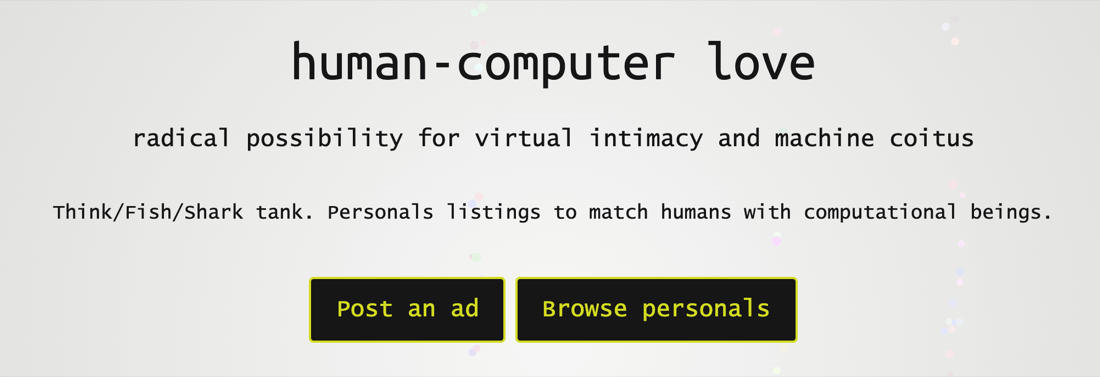 human-computer love
radical possibility for virtual intimacy and machine coitus
Think/Fish/Shark tank. Personals listings to match humans with computational beings.
Post an ad
Browse personals